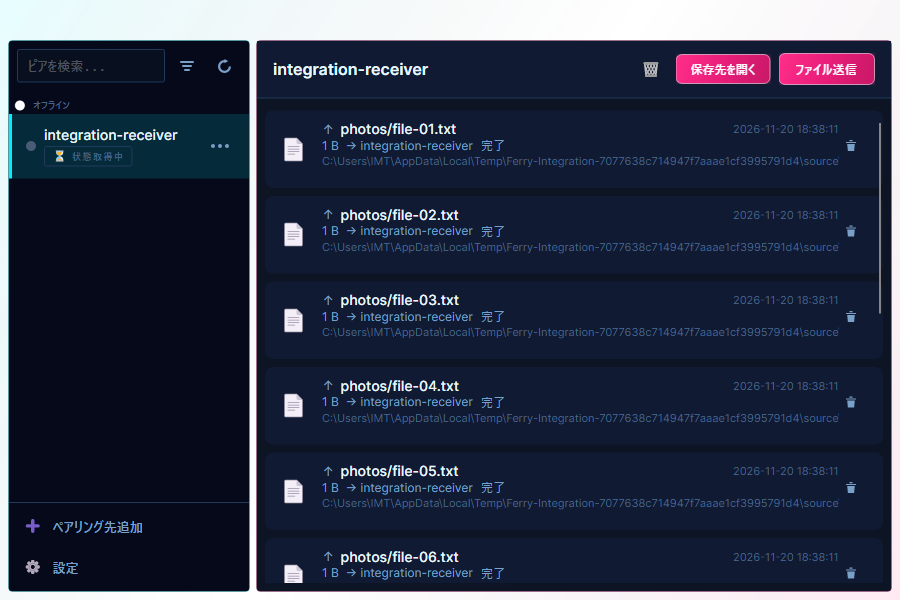 ピアを検索...
オフライン
integration-receiver
状態取得中
ペアリング先追加
設定
integration-receiver
保存先を開く
ファイル送信
↑ photos/file-01.txt
2026-11-20 18:38:11
1 B → integration-receiver 完了
C:\Users\IMT\AppData\Local\Temp\Ferry-Integration-7077638c714947f7aaae1cf3995791d4\source
↑ photos/file-02.txt
2026-11-20 18:38:11
1 B → integration-receiver 完了
C:\Users\IMT\AppData\Local\Temp\Ferry-Integration-7077638c714947f7aaae1cf3995791d4\source
↑ photos/file-03.txt
2026-11-20 18:38:11
1 B → integration-receiver 完了
C:\Users\IMT\AppData\Local\Temp\Ferry-Integration-7077638c714947f7aaae1cf3995791d4\source
↑ photos/file-04.txt
2026-11-20 18:38:11
1 B → integration-receiver 完了
C:\Users\IMT\AppData\Local\Temp\Ferry-Integration-7077638c714947f7aaae1cf3995791d4\source
↑ photos/file-05.txt
2026-11-20 18:38:11
1 B → integration-receiver 完了
C:\Users\IMT\AppData\Local\Temp\Ferry-Integration-7077638c714947f7aaae1cf3995791d4\source
↑ photos/file-06.txt
2026-11-20 18:38:11
1 B → integration-receiver 完了